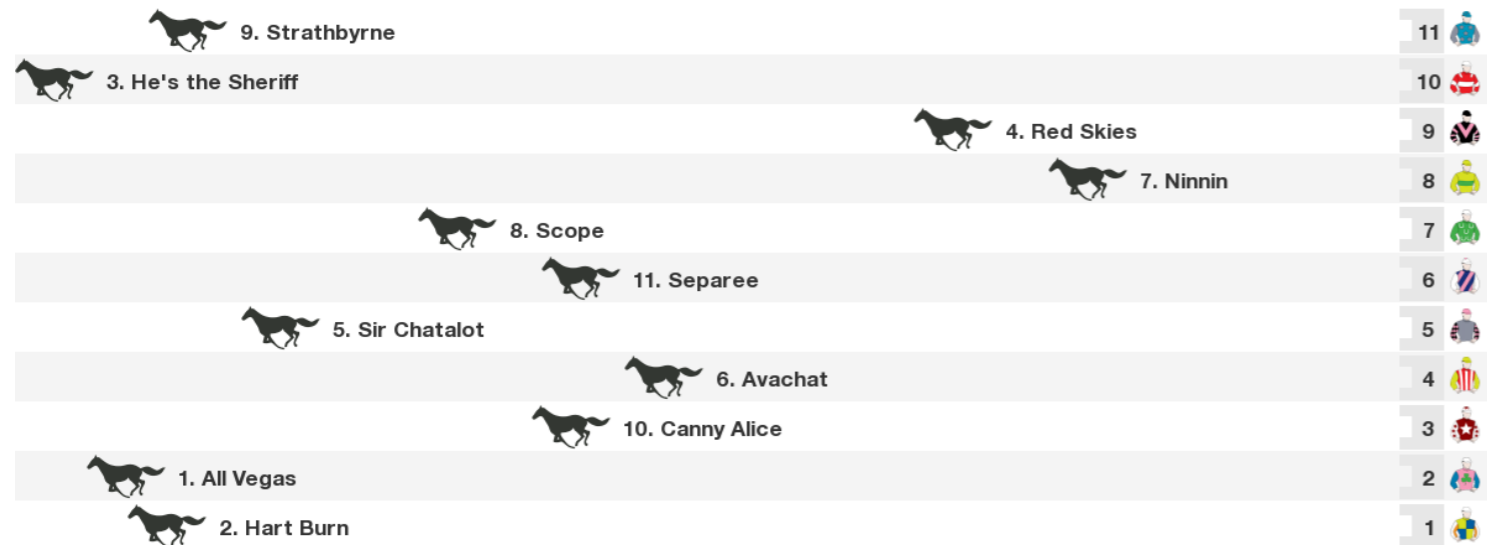 9. Strathbyrne 11
3. He's the Sheriff 10
4. Red Skies 9
7. Ninnin 8
8. Scope 7
11. Separee 6
5. Sir Chatalot 5
6. Avachat 4
10. Canny Alice 3
1. All Vegas 2
2. Hart Burn 1